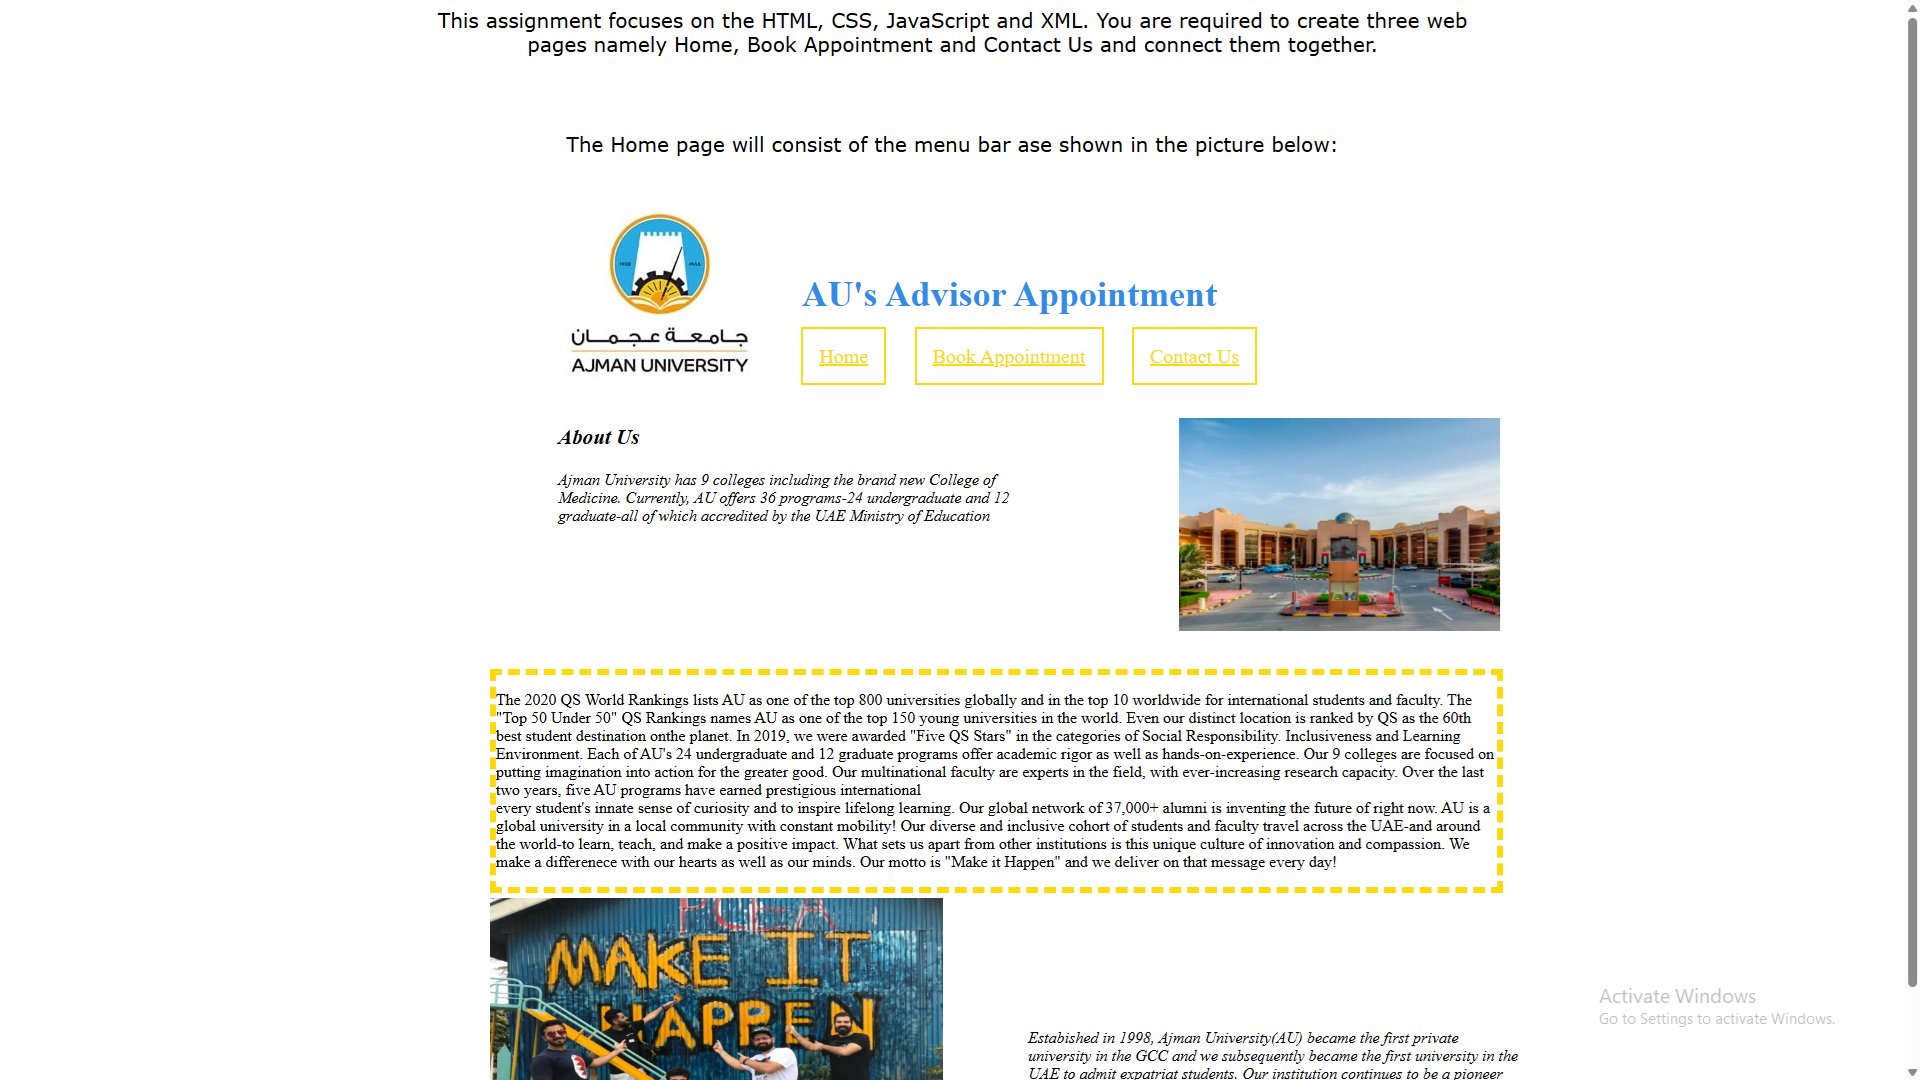 This assignment focuses on the HTML, CSS, JavaScript and XML. You are required to create three web
pages namely Home, Book Appointment and Contact Us and connect them together.
The Home page will consist of the menu bar ase shown in the picture below:
جامعة عجمان
AJMAN UNIVERSITY
AU's Advisor Appointment
Home
Book Appointment
Contact Us
About Us
Ajman University has 9 colleges including the brand new College of
Medicine. Currently, AU offers 36 programs-24 undergraduate and 12
graduate-all of which accredited by the UAE Ministry of Education
The 2020 QS World Rankings lists AU as one of the top 800 universities globally and in the top 10 worldwide for international students and faculty. The
"Top 50 Under 50" QS Rankings names AU as one of the top 150 young universities in the world. Even our distinct location is ranked by QS as the 60th
best student destination onthe planet. In 2019, we were awarded "Five QS Stars" in the categories of Social Responsibility. Inclusiveness and Learning
Environment. Each of AU's 24 undergraduate and 12 graduate programs offer academic rigor as well as hands-on-experience. Our 9 colleges are focused on
putting imagination into action for the greater good. Our multinational faculty are experts in the field, with ever-increasing research capacity. Over the last
two years, five AU programs have earned prestigious international
every student's innate sense of curiosity and to inspire lifelong learning. Our global network of 37,000+ alumni is inventing the future of right now. AU is a
global university in a local community with constant mobility! Our diverse and inclusive cohort of students and faculty travel across the UAE-and around
the world-to learn, teach, and make a positive impact. What sets us apart from other institutions is this unique culture of innovation and compassion. We
make a differenece with our hearts as well as our minds. Our motto is "Make it Happen" and we deliver on that message every day!
MAKE IT
HAPPEN
Estabished in 1998, Ajman University(AU) became the first private
university in the GCC and we subsequently became the first university in the
UAE to admit expatriat students. Our institution continues to be a pioneer
Activate Windows
Go to Settings to activate Windows.